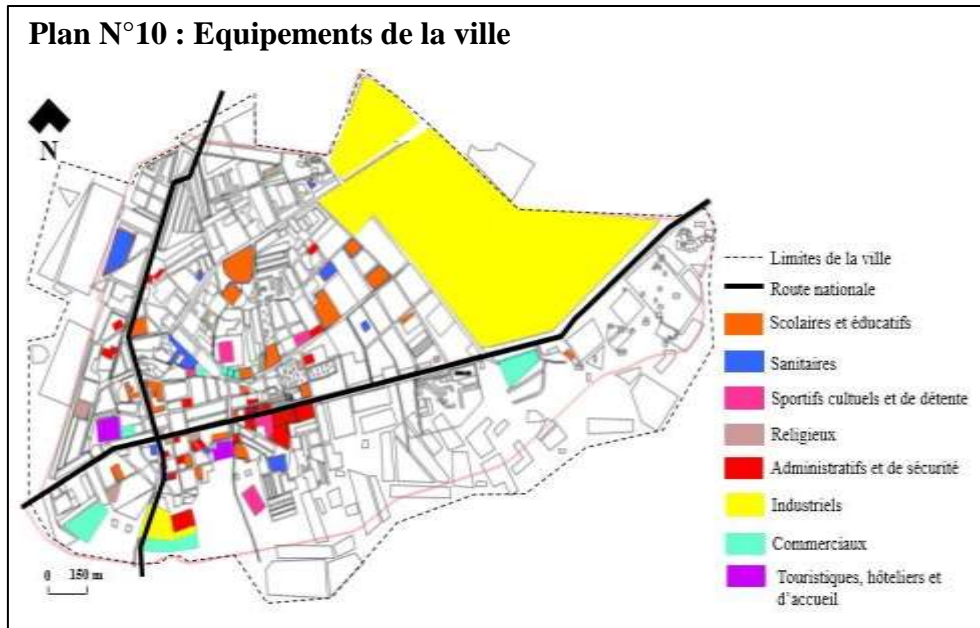 Plan N°10 : Equipements de la ville
N
Limites de la ville
Route nationale
Scolaires et éducatifs
Sanitaires
Sportifs cultuels et de détente
Religieux
Administratifs et de sécurité
Industriels
Commerciaux
Touristiques, hôteliers et
d'accueil
0 150 m